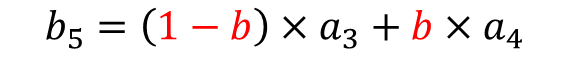 b₅ = (1 − b) × a₃ + b × a₄